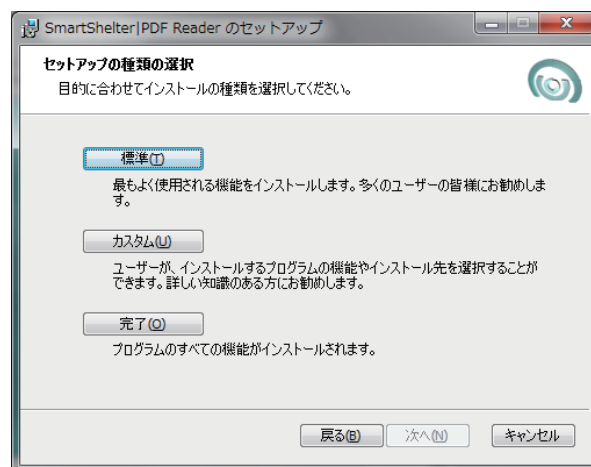 SmartShelter|PDF Reader のセットアップ
セットアップの種類の選択
目的に合わせてインストールの種類を選択してください。
標準(T)
最もよく使用される機能をインストールします。多くのユーザーの皆様にお勧めしま
す。
カスタム(U)
ユーザーが、インストールするプログラムの機能やインストール先を選択することが
できます。詳しい知識のある方にお勧めします。
完了(O)
プログラムのすべての機能がインストールされます。
戻る(B) 次へ(N) キャンセル